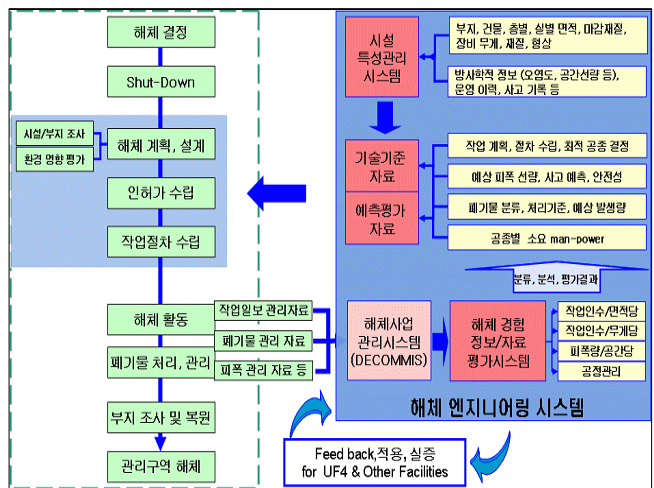 해체 결정
Shut-Down
시설/부지 조사
환경 영향 평가
해체 계획, 설계
인허가 수립
작업절차 수립
해체 활동
폐기물 처리, 관리
부지 조사 및 복원
관리구역 해체
작업일보 관리자료
폐기물 관리 자료
피폭 관리 자료 등
시설
특성관리
시스템
부지, 건물, 층별, 실별 면적, 마감재질,
장비 무게, 재질, 형상
방사학적 정보 (오염도, 공간선량 등),
운영 이력, 사고 기록 등
기술기준
자료
예측평가
자료
작업 계획, 절차 수립, 최적 공종 결정
예상 피폭 선량, 사고 예측, 안전성
폐기물 분류, 처리기준, 예상 발생량
공종별 소요 man-power
분류, 분석, 평가결과
해체사업
관리시스템
(DECOMMIS)
해체 경험
정보/자료
평가시스템
작업인수/면적당
작업인수/무게당
피폭량/공간당
공정관리
해체 엔지니어링 시스템
Feed back,적용, 실증
for UF4 & Other Facilities